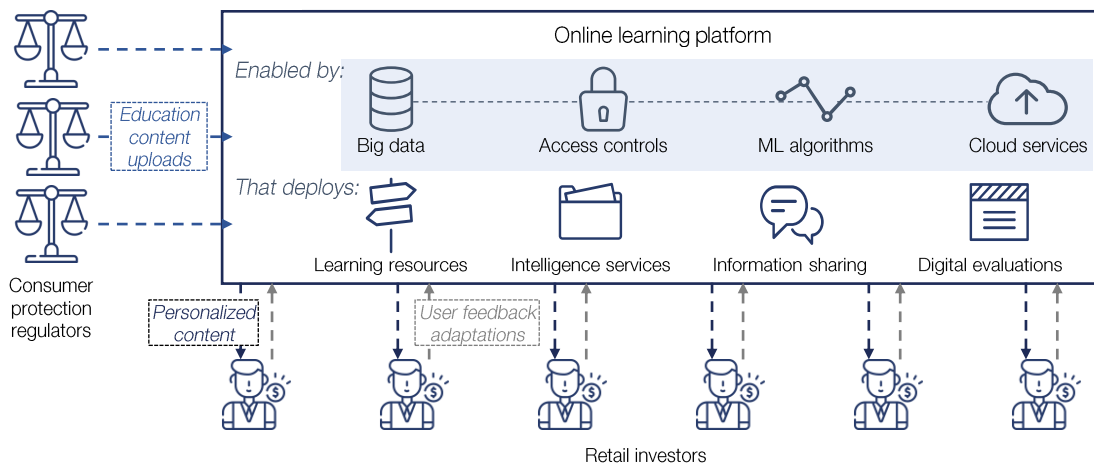 Online learning platform
Enabled by:
Big data
Access controls
ML algorithms
Cloud services
Education
content
uploads
That deploys:
Learning resources
Intelligence services
Information sharing
Digital evaluations
Consumer
protection
regulators
Personalized
content
User feedback
adaptations
$
$
$
$
$
$
Retail investors